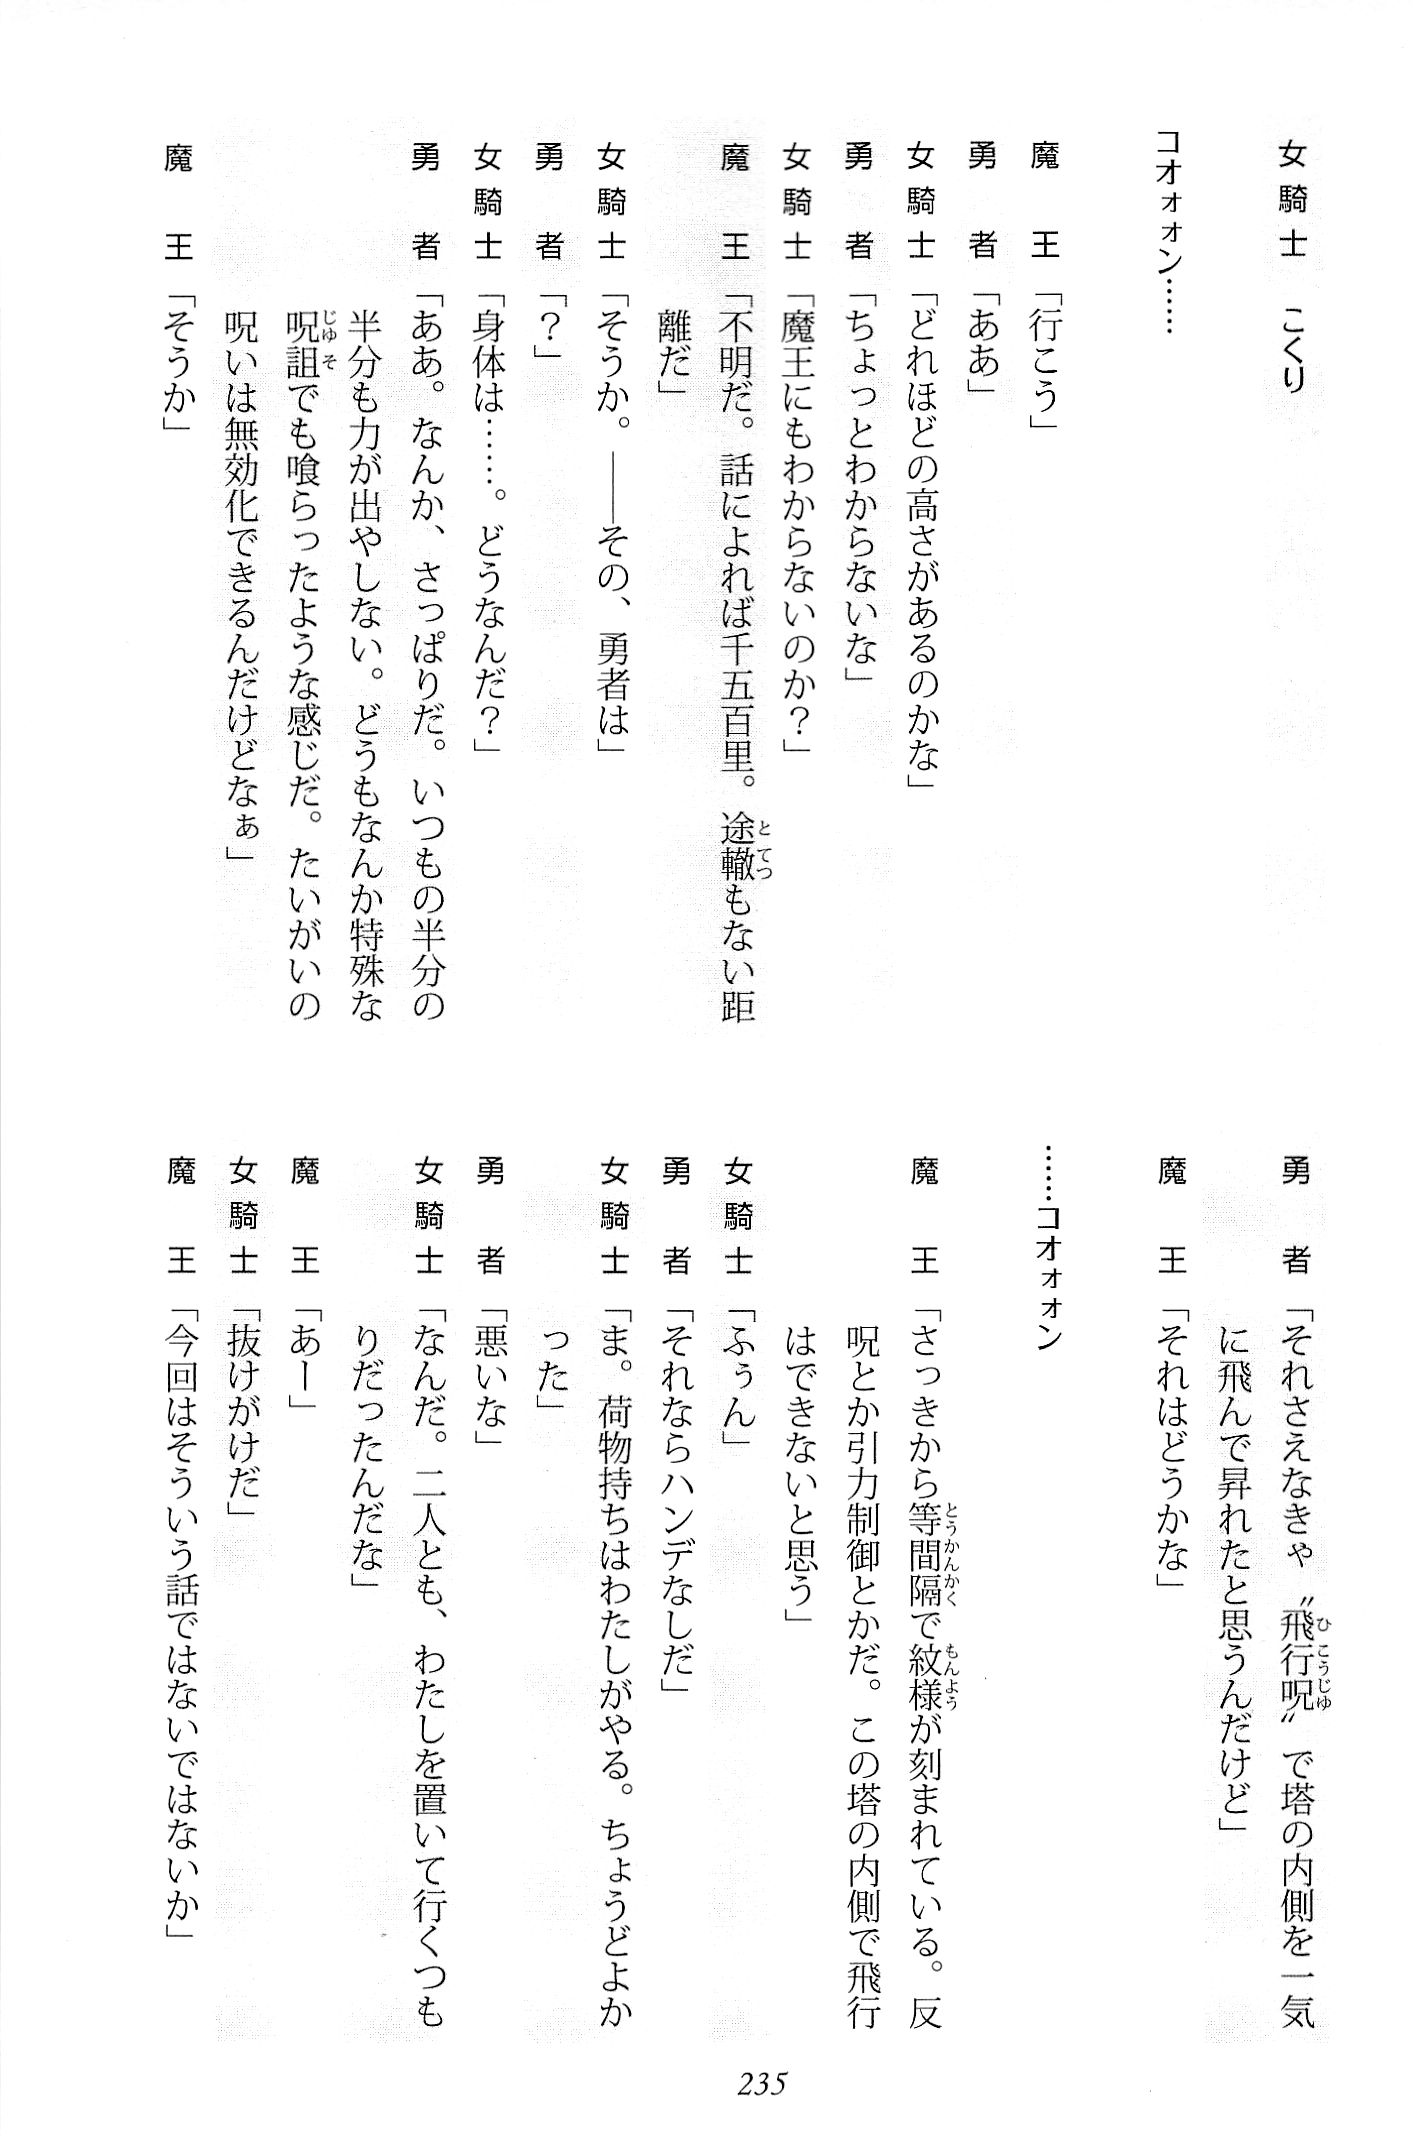 女騎士　こくり
コオォォン……
魔　王「行こう」
勇　者「ああ」
女騎士「どれほどの高さがあるのかな」
勇　者「ちょっとわからないな」
女騎士「魔王にもわからないのか？」
魔　王「不明だ。話によれば千五百里。途轍もない距
離だ」
女騎士「そうか。――その、勇者は」
勇　者「？」
女騎士「身体は……。どうなんだ？」
勇　者「ああ。なんか、さっぱりだ。いつもの半分の
半分も力が出やしない。どうもなんか特殊な
呪詛でも喰らったような感じだ。たいがいの
呪いは無効化できるんだけどなぁ」
魔　王「そうか」
勇　者「それさえなきゃ〝飛行呪〟で塔の内側を一気
に飛んで昇れたと思うんだけど」
魔　王「それはどうかな」
……コオォォン
魔　王「さっきから等間隔で紋様が刻まれている。反
呪とか引力制御とかだ。この塔の内側で飛行
はできないと思う」
女騎士「ふぅん」
勇　者「それならハンデなしだ」
女騎士「ま。荷物持ちはわたしがやる。ちょうどよか
った」
勇　者「悪いな」
女騎士「なんだ。二人とも、わたしを置いて行くつも
りだったんだな」
魔　王「あー」
女騎士「抜けがけだ」
魔　王「今回はそういう話ではないではないか」
235